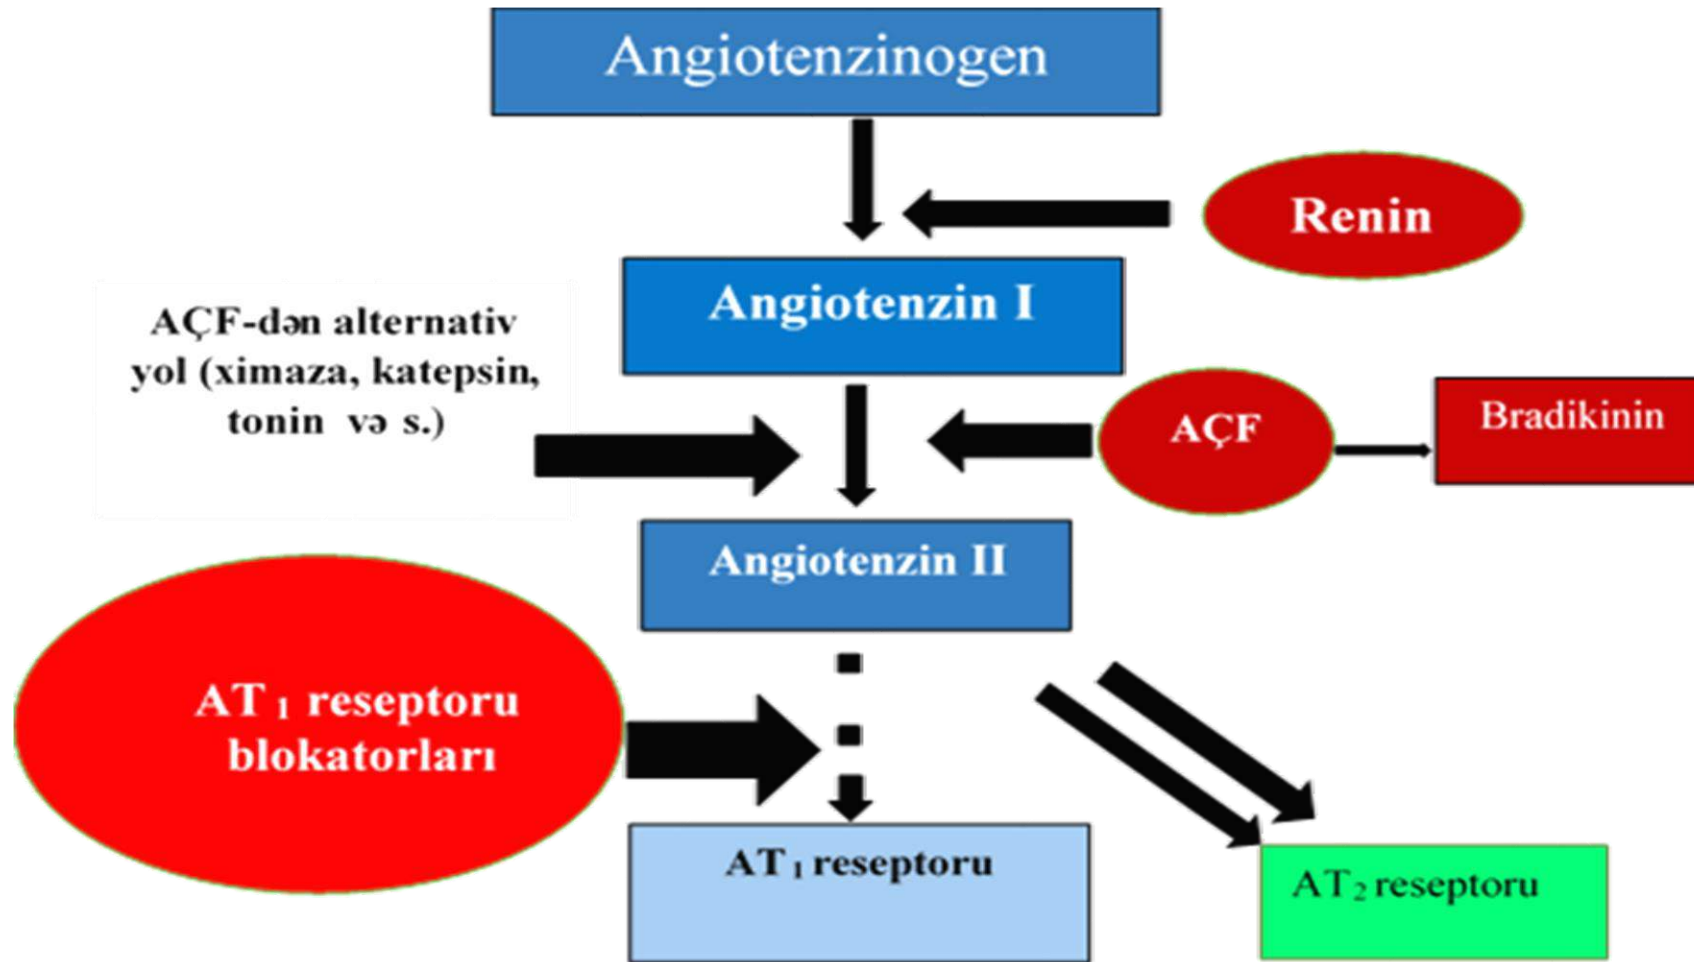 Angiotenzinogen
Renin
Angiotenzin I
AÇF-dən alternativ
yol (ximaza, katepsin,
tonin və s.)
AÇF
Bradikinin
Angiotenzin II
AT₁ reseptoru
blokatorları
AT₁ reseptoru
AT₂ reseptoru